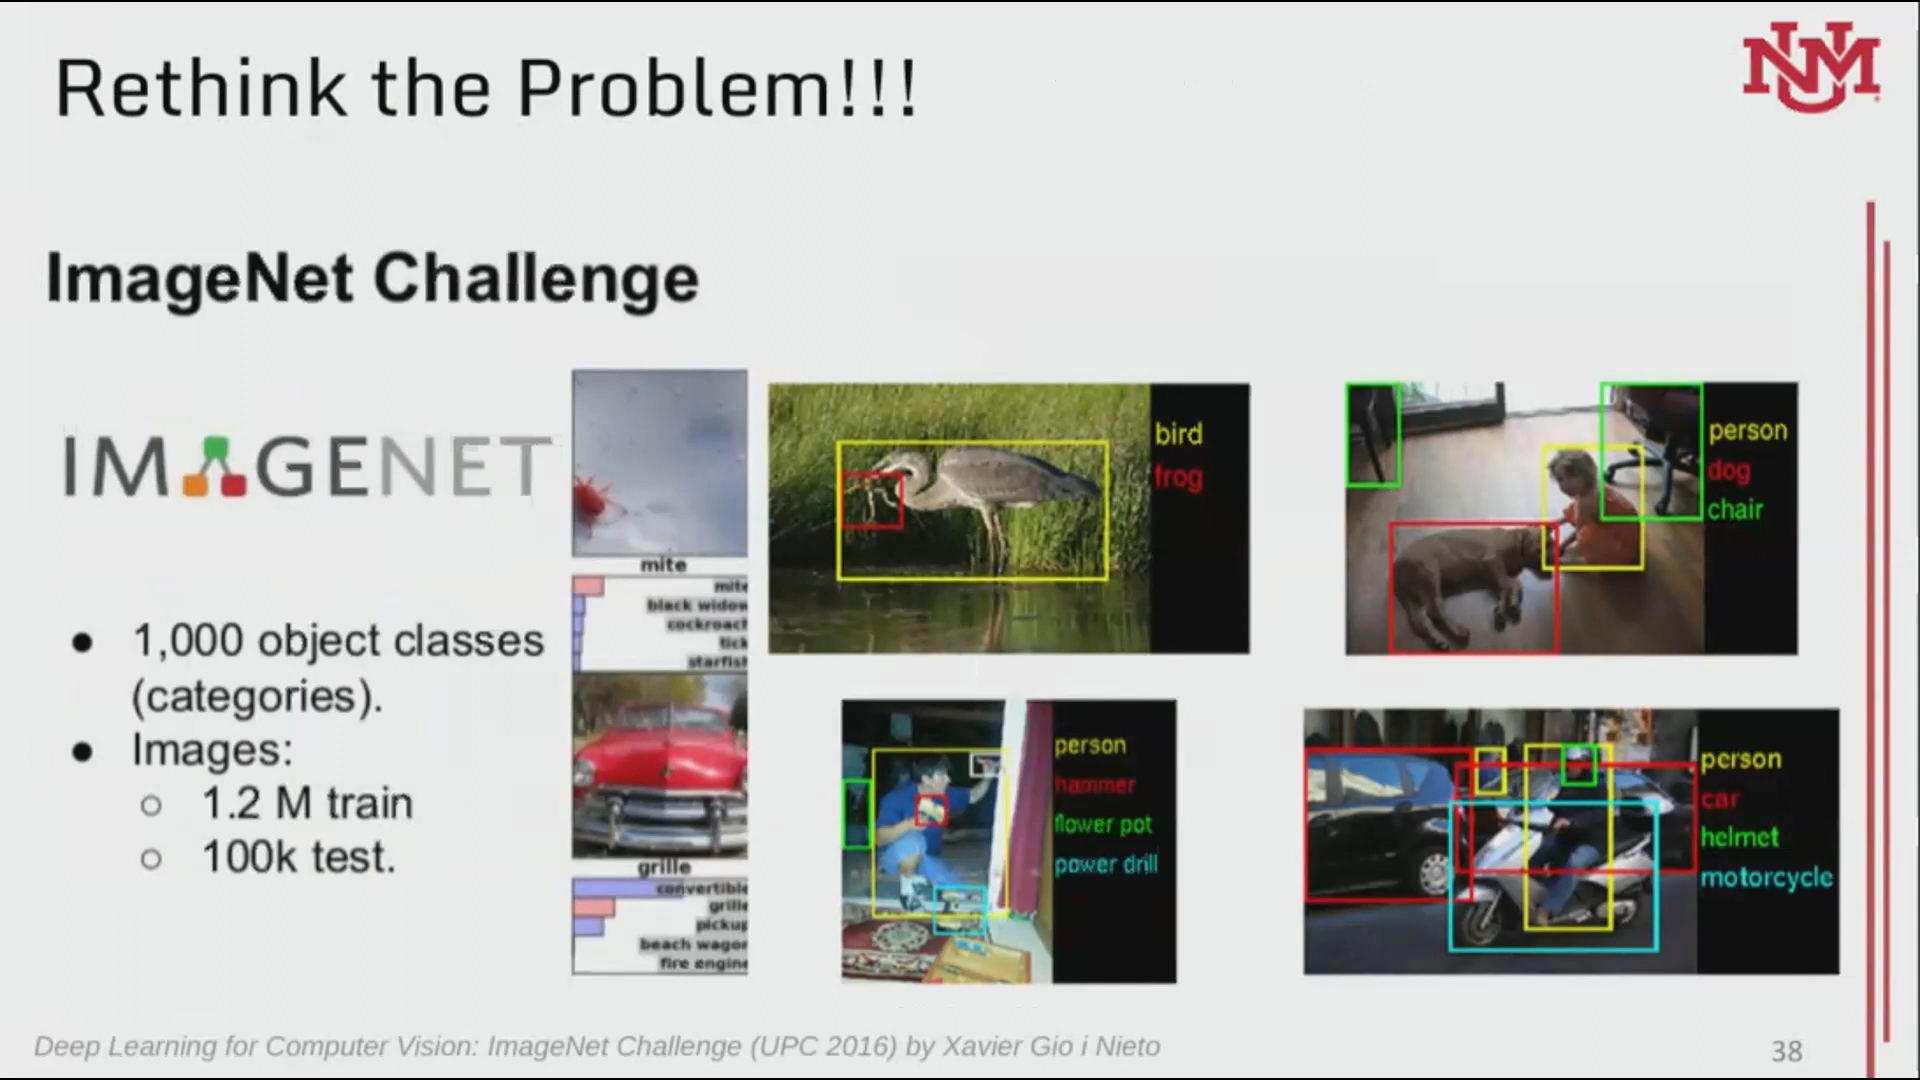 Rethink the Problem!!!
UNM
ImageNet Challenge
IMAGENET
● 1,000 object classes
(categories).
● Images:
○ 1.2 M train
○ 100k test.
mite
mite
black widow
cockroach
tick
starfish
grille
convertible
grille
pickup
beach wagon
fire engine
bird
frog
person
dog
chair
person
hammer
flower pot
power drill
person
car
helmet
motorcycle
Deep Learning for Computer Vision: ImageNet Challenge (UPC 2016) by Xavier Gio i Nieto
38